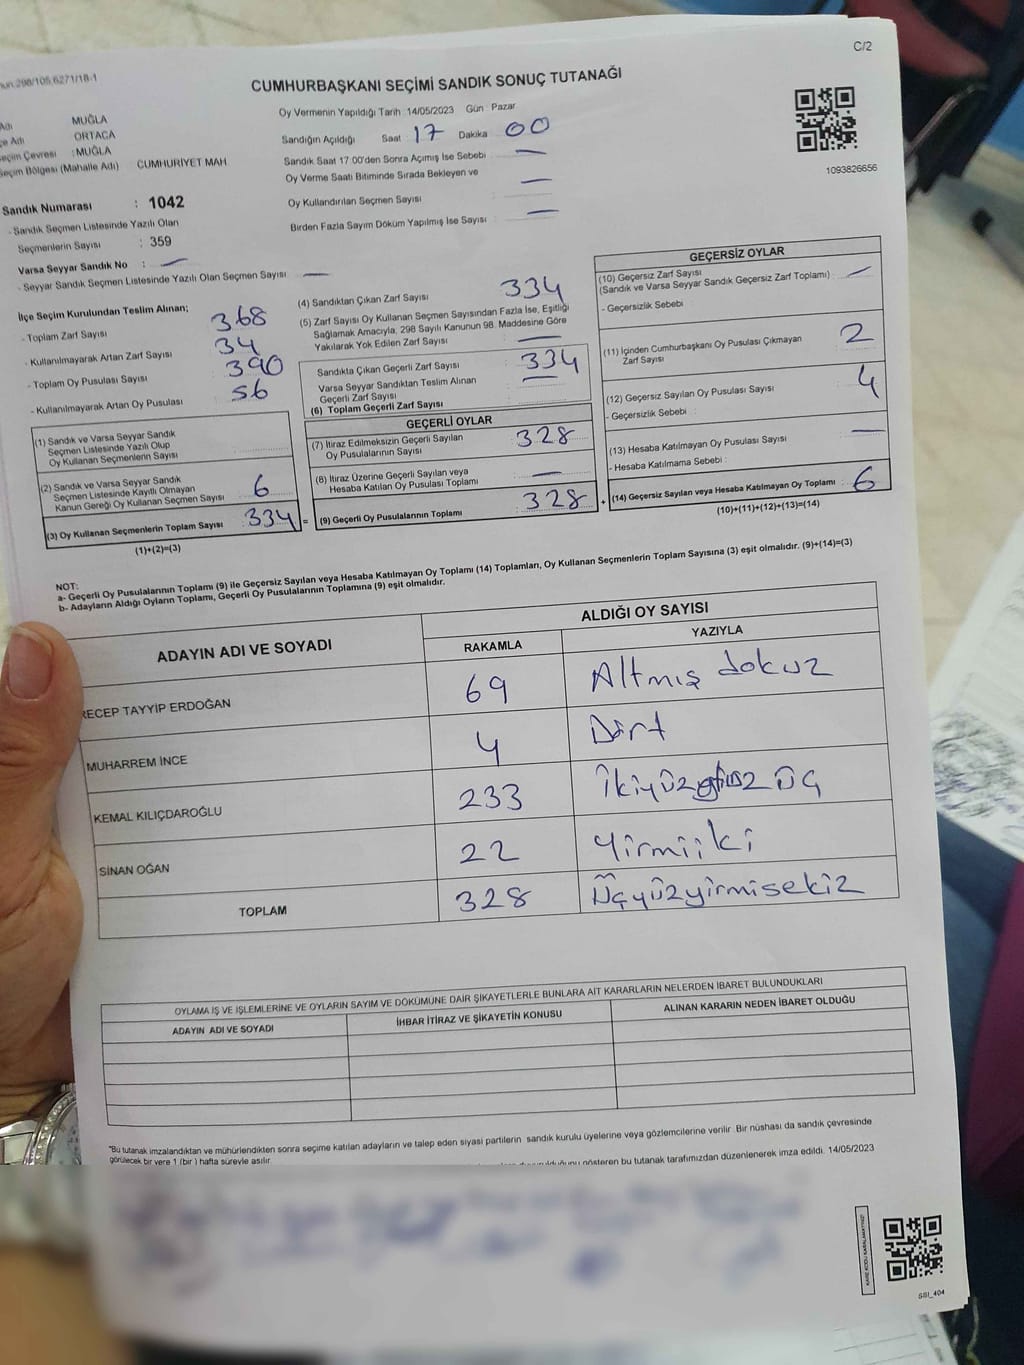 C/2
CUMHURBAŞKANI SEÇİMİ SANDIK SONUÇ TUTANAĞI
298/105,6271/18-1
Oy Vermenin Yapıldığı Tarih 14/05/2023 Gün Pazar
Adı MUĞLA
Adı ORTACA
Seçim Çevresi : MUĞLA
Seçim Bölgesi (Mahalle Adı) CUMHURİYET MAH
Sandığın Açıldığı Saat 17 Dakika 00
Sandık Saat 17.00'den Sonra Açımış İse Sebebi —
Oy Verme Saati Bitiminde Sırada Bekleyen ve
Oy Kullandırılan Seçmen Sayısı —
Birden Fazla Sayım Döküm Yapılmış İse Sayısı —
1093826656
Sandık Numarası : 1042
- Sandık Seçmen Listesinde Yazılı Olan
Seçmenlerin Sayısı : 359
Varsa Seyyar Sandık No : —
- Seyyar Sandık Seçmen Listesinde Yazılı Olan Seçmen Sayısı —
İlçe Seçim Kurulundan Teslim Alınan;
- Toplam Zarf Sayısı 368
- Kullanılmayarak Artan Zarf Sayısı 34
- Toplam Oy Pusulası Sayısı 390
- Kullanılmayarak Artan Oy Pusulası 56
(1) Sandık ve Varsa Seyyar Sandık
Seçmen Listesinde Yazılı Olup
Oy Kullanan Seçmenlerin Sayısı
(2) Sandık ve Varsa Seyyar Sandık
Seçmen Listesinde Kayıtlı Olmayan
Kanun Gereği Oy Kullanan Seçmen Sayısı 6
(3) Oy Kullanan Seçmenlerin Toplam Sayısı : 334 =
(1)+(2)=(3)
(4) Sandıktan Çıkan Zarf Sayısı 334
(5) Zarf Sayısı Oy Kullanan Seçmen Sayısından Fazla İse, Eşitliği
Sağlamak Amacıyla, 298 Sayılı Kanunun 98. Maddesine Göre
Yakılarak Yok Edilen Zarf Sayısı —
Sandıkta Çıkan Geçerli Zarf Sayısı : 334
Varsa Seyyar Sandıktan Teslim Alınan
Geçerli Zarf Sayısı —
(6) Toplam Geçerli Zarf Sayısı
GEÇERLİ OYLAR
(7) İtiraz Edilmeksizin Geçerli Sayılan
Oy Pusulalarının Sayısı 328
(8) İtiraz Üzerine Geçerli Sayılan veya
Hesaba Katılan Oy Pusulası Toplamı —
(9) Geçerli Oy Pusulalarının Toplamı 328 +
GEÇERSİZ OYLAR
(10) Geçersiz Zarf Sayısı
(Sandık ve Varsa Seyyar Sandık Geçersiz Zarf Toplamı) : —
- Geçersizlik Sebebi :
(11) İçinden Cumhurbaşkanı Oy Pusulası Çıkmayan
Zarf Sayısı 2
(12) Geçersiz Sayılan Oy Pusulası Sayısı 4
- Geçersizlik Sebebi :
(13) Hesaba Katılmayan Oy Pusulası Sayısı —
- Hesaba Katılmama Sebebi :
(14) Geçersiz Sayılan veya Hesaba Katılmayan Oy Toplamı : 6
(10)+(11)+(12)+(13)=(14)
NOT:
a- Geçerli Oy Pusulalarının Toplamı (9) ile Geçersiz Sayılan veya Hesaba Katılmayan Oy Toplamı (14) Toplamları, Oy Kullanan Seçmenlerin Toplam Sayısına (3) eşit olmalıdır. (9)+(14)=(3)
b- Adayların Aldığı Oyların Toplamı, Geçerli Oy Pusulalarının Toplamına (9) eşit olmalıdır.
ADAYIN ADI VE SOYADI
ALDIĞI OY SAYISI
RAKAMLA YAZIYLA
RECEP TAYYİP ERDOĞAN 69 Altmış dokuz
MUHARREM İNCE 4 Dört
KEMAL KILIÇDAROĞLU 233 İkiyüz otuz üç
SİNAN OĞAN 22 Yirmiiki
TOPLAM 328 Üçyüzyirmisekiz
OYLAMA İŞ VE İŞLEMLERİNE VE OYLARIN SAYIM VE DÖKÜMÜNE DAİR ŞİKAYETLERLE BUNLARA AİT KARARLARIN NELERDEN İBARET BULUNDUKLARI
ADAYIN ADI VE SOYADI İHBAR İTİRAZ VE ŞİKAYETİN KONUSU ALINAN KARARIN NEDEN İBARET OLDUĞU
"Bu tutanak imzalandıktan ve mühürlendikten sonra seçime katılan adayların ve talep eden siyasi partilerin sandık kurulu üyelerine veya gözlemcilerine verilir. Bir nüshası da sandık çevresinde
görülecek bir yere 1 (bir ) hafta süreyle asılır. gösteren bu tutanak tarafımızdan düzenlenerek imza edildi. 14/05/2023
KARE KODU KARALAMAYINIZ!
SSI_404